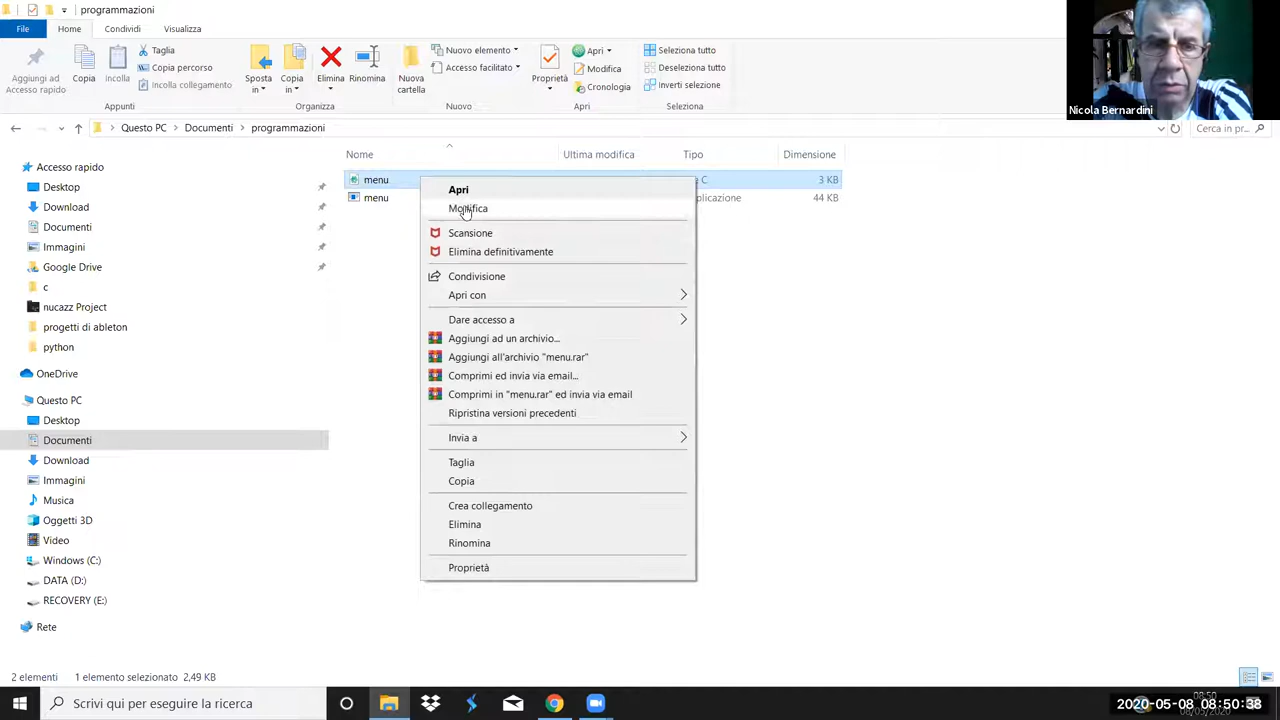 programmazioni
File Home Condividi Visualizza
Aggiungi ad Accesso rapido
Copia
incolla
Taglia
Copia percorso
Incolla collegamento
Appunti
Sposta in
Copia in
Elimina
Rinomina
Organizza
Nuova cartella
Nuovo elemento
Accesso facilitato
Nuovo
Proprietà
Apri
Modifica
Cronologia
Apri
Seleziona tutto
Deseleziona tutto
Inverti selezione
Seleziona
Nicola Bernardini
Questo PC > Documenti > programmazioni
Cerca in pr...
Nome Ultima modifica Tipo Dimensione
menu C 3 KB
menu plicazione 44 KB
Accesso rapido
Desktop
Download
Documenti
Immagini
Google Drive
c
nucazz Project
progetti di ableton
python
OneDrive
Questo PC
Desktop
Documenti
Download
Immagini
Musica
Oggetti 3D
Video
Windows (C:)
DATA (D:)
RECOVERY (E:)
Rete
Apri
Modifica
Scansione
Elimina definitivamente
Condivisione
Apri con
Dare accesso a
Aggiungi ad un archivio...
Aggiungi all'archivio "menu.rar"
Comprimi ed invia via email...
Comprimi in "menu.rar" ed invia via email
Ripristina versioni precedenti
Invia a
Taglia
Copia
Crea collegamento
Elimina
Rinomina
Proprietà
2 elementi 1 elemento selezionato 2,49 KB
Scrivi qui per eseguire la ricerca
08:50
2020-05-08 08:50:38
08/05/2020